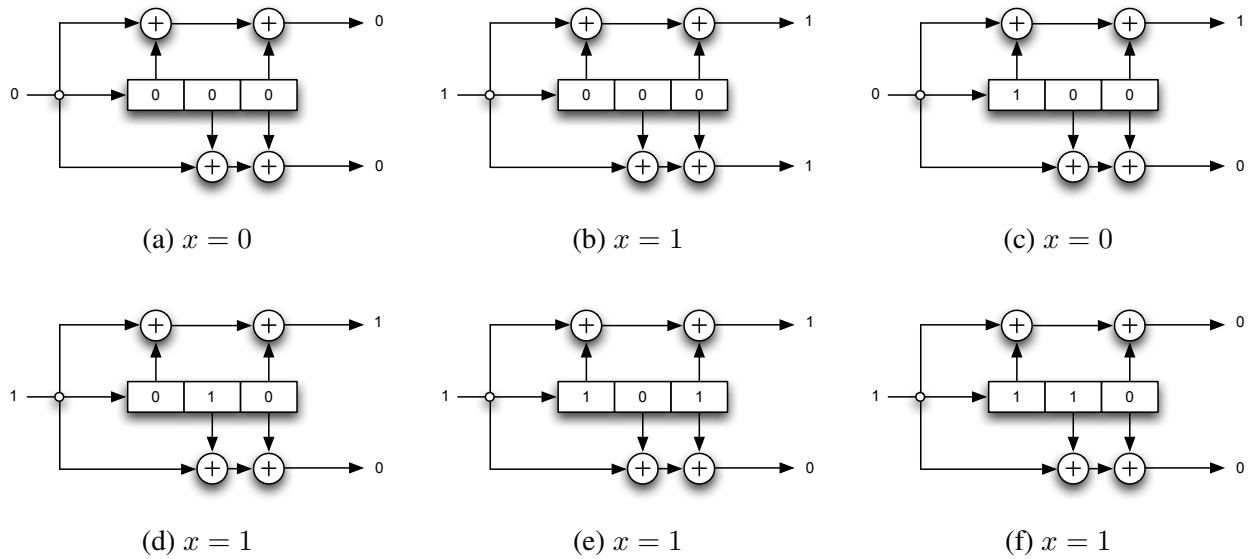 0 0 0 0 0 0
(a) x = 0
1 0 0 0 1 1
(b) x = 1
0 1 0 0 1 0
(c) x = 0
1 0 1 0 1 0
(d) x = 1
1 1 0 1 1 0
(e) x = 1
1 1 1 0 0 0
(f) x = 1